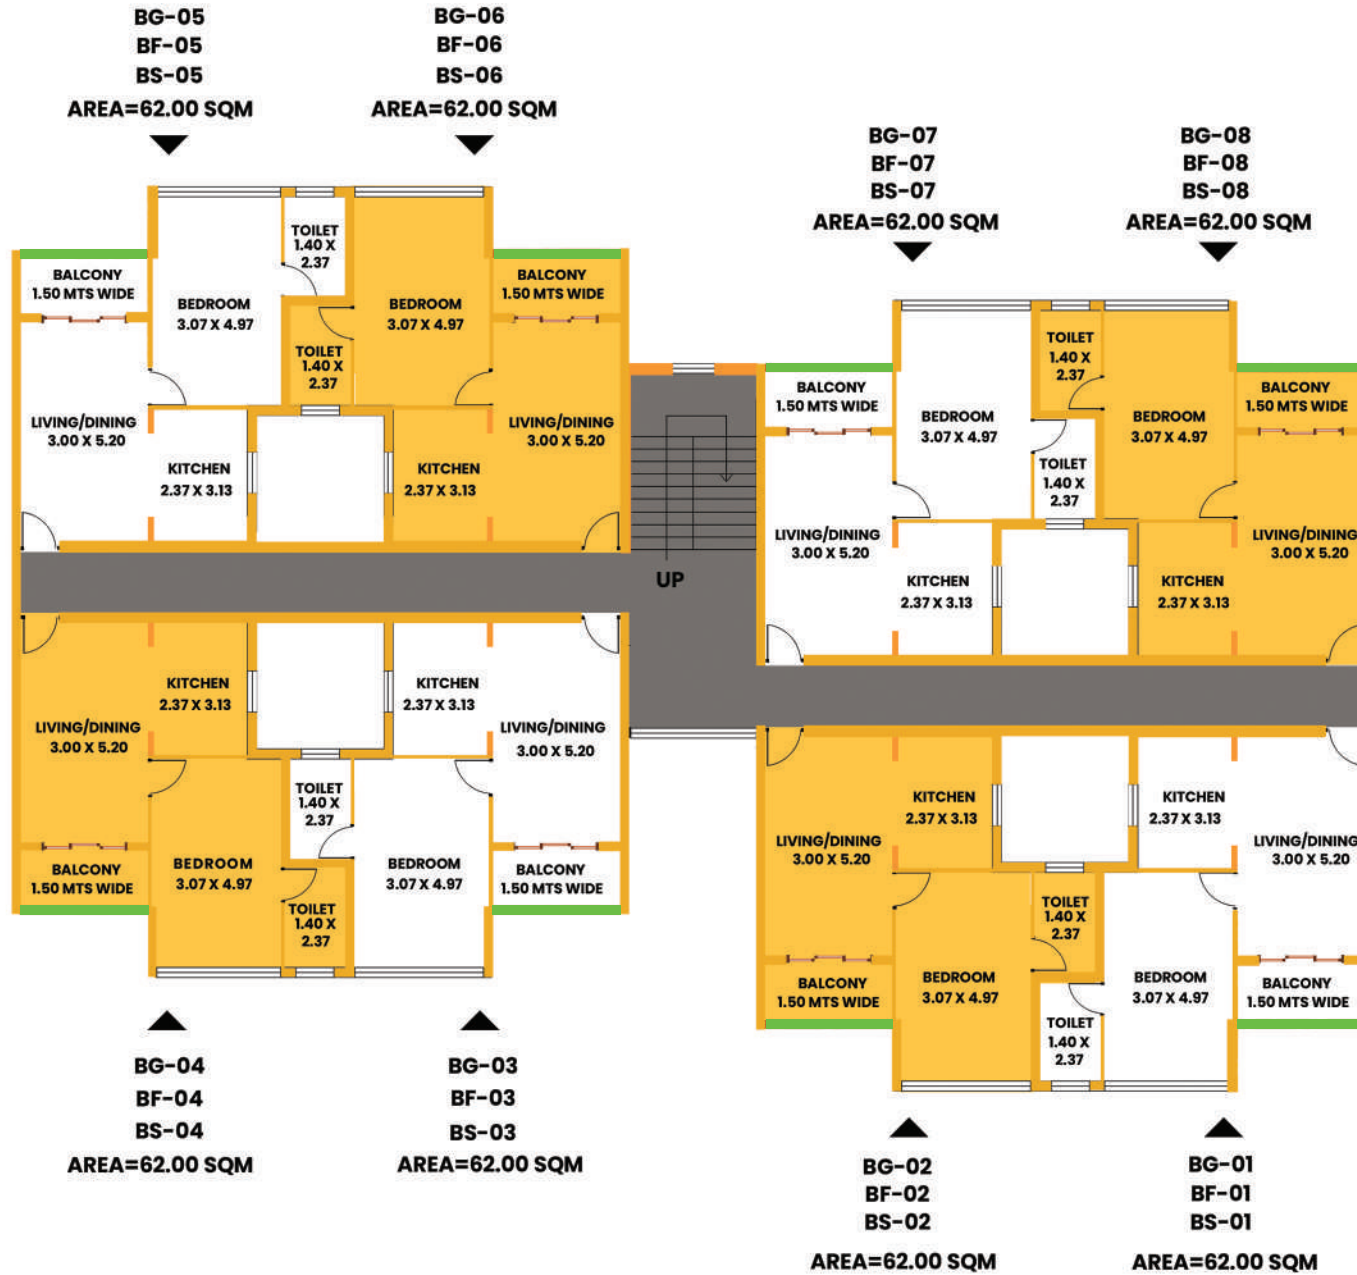 BG-05
BF-05
BS-05
AREA=62.00 SQM
BG-06
BF-06
BS-06
AREA=62.00 SQM
BG-07
BF-07
BS-07
AREA=62.00 SQM
BG-08
BF-08
BS-08
AREA=62.00 SQM
BALCONY
1.50 MTS WIDE
BEDROOM
3.07 X 4.97
TOILET
1.40 X
2.37
TOILET
1.40 X
2.37
BEDROOM
3.07 X 4.97
BALCONY
1.50 MTS WIDE
LIVING/DINING
3.00 X 5.20
KITCHEN
2.37 X 3.13
KITCHEN
2.37 X 3.13
LIVING/DINING
3.00 X 5.20
UP
BALCONY
1.50 MTS WIDE
BEDROOM
3.07 X 4.97
TOILET
1.40 X
2.37
TOILET
1.40 X
2.37
BEDROOM
3.07 X 4.97
BALCONY
1.50 MTS WIDE
LIVING/DINING
3.00 X 5.20
KITCHEN
2.37 X 3.13
KITCHEN
2.37 X 3.13
LIVING/DINING
3.00 X 5.20
LIVING/DINING
3.00 X 5.20
KITCHEN
2.37 X 3.13
KITCHEN
2.37 X 3.13
LIVING/DINING
3.00 X 5.20
BALCONY
1.50 MTS WIDE
BEDROOM
3.07 X 4.97
TOILET
1.40 X
2.37
TOILET
1.40 X
2.37
BEDROOM
3.07 X 4.97
BALCONY
1.50 MTS WIDE
LIVING/DINING
3.00 X 5.20
KITCHEN
2.37 X 3.13
KITCHEN
2.37 X 3.13
LIVING/DINING
3.00 X 5.20
BALCONY
1.50 MTS WIDE
BEDROOM
3.07 X 4.97
TOILET
1.40 X
2.37
TOILET
1.40 X
2.37
BEDROOM
3.07 X 4.97
BALCONY
1.50 MTS WIDE
BG-04
BF-04
BS-04
AREA=62.00 SQM
BG-03
BF-03
BS-03
AREA=62.00 SQM
BG-02
BF-02
BS-02
AREA=62.00 SQM
BG-01
BF-01
BS-01
AREA=62.00 SQM